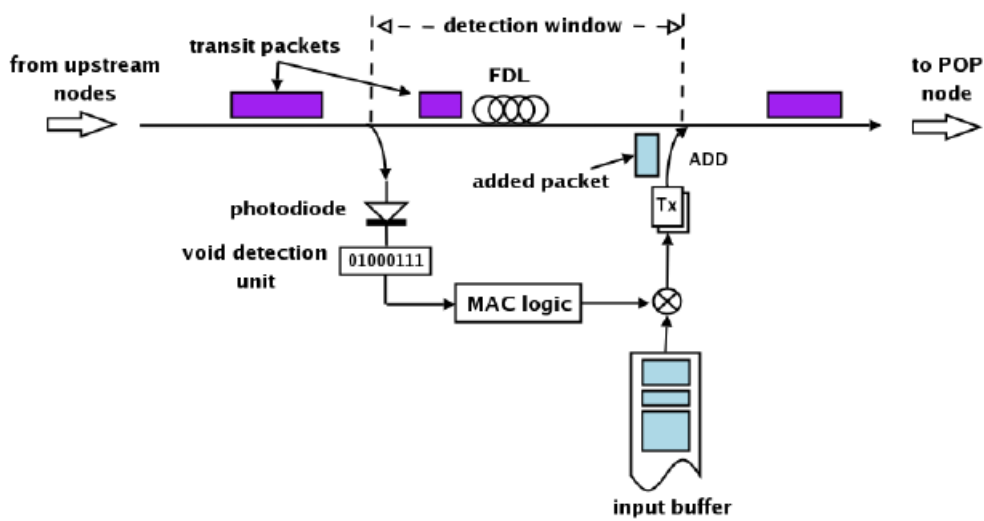 detection window
transit packets
from upstream
nodes
FDL
to POP
node
added packet
ADD
Tx
photodiode
void detection
unit
01000111
MAC logic
input buffer